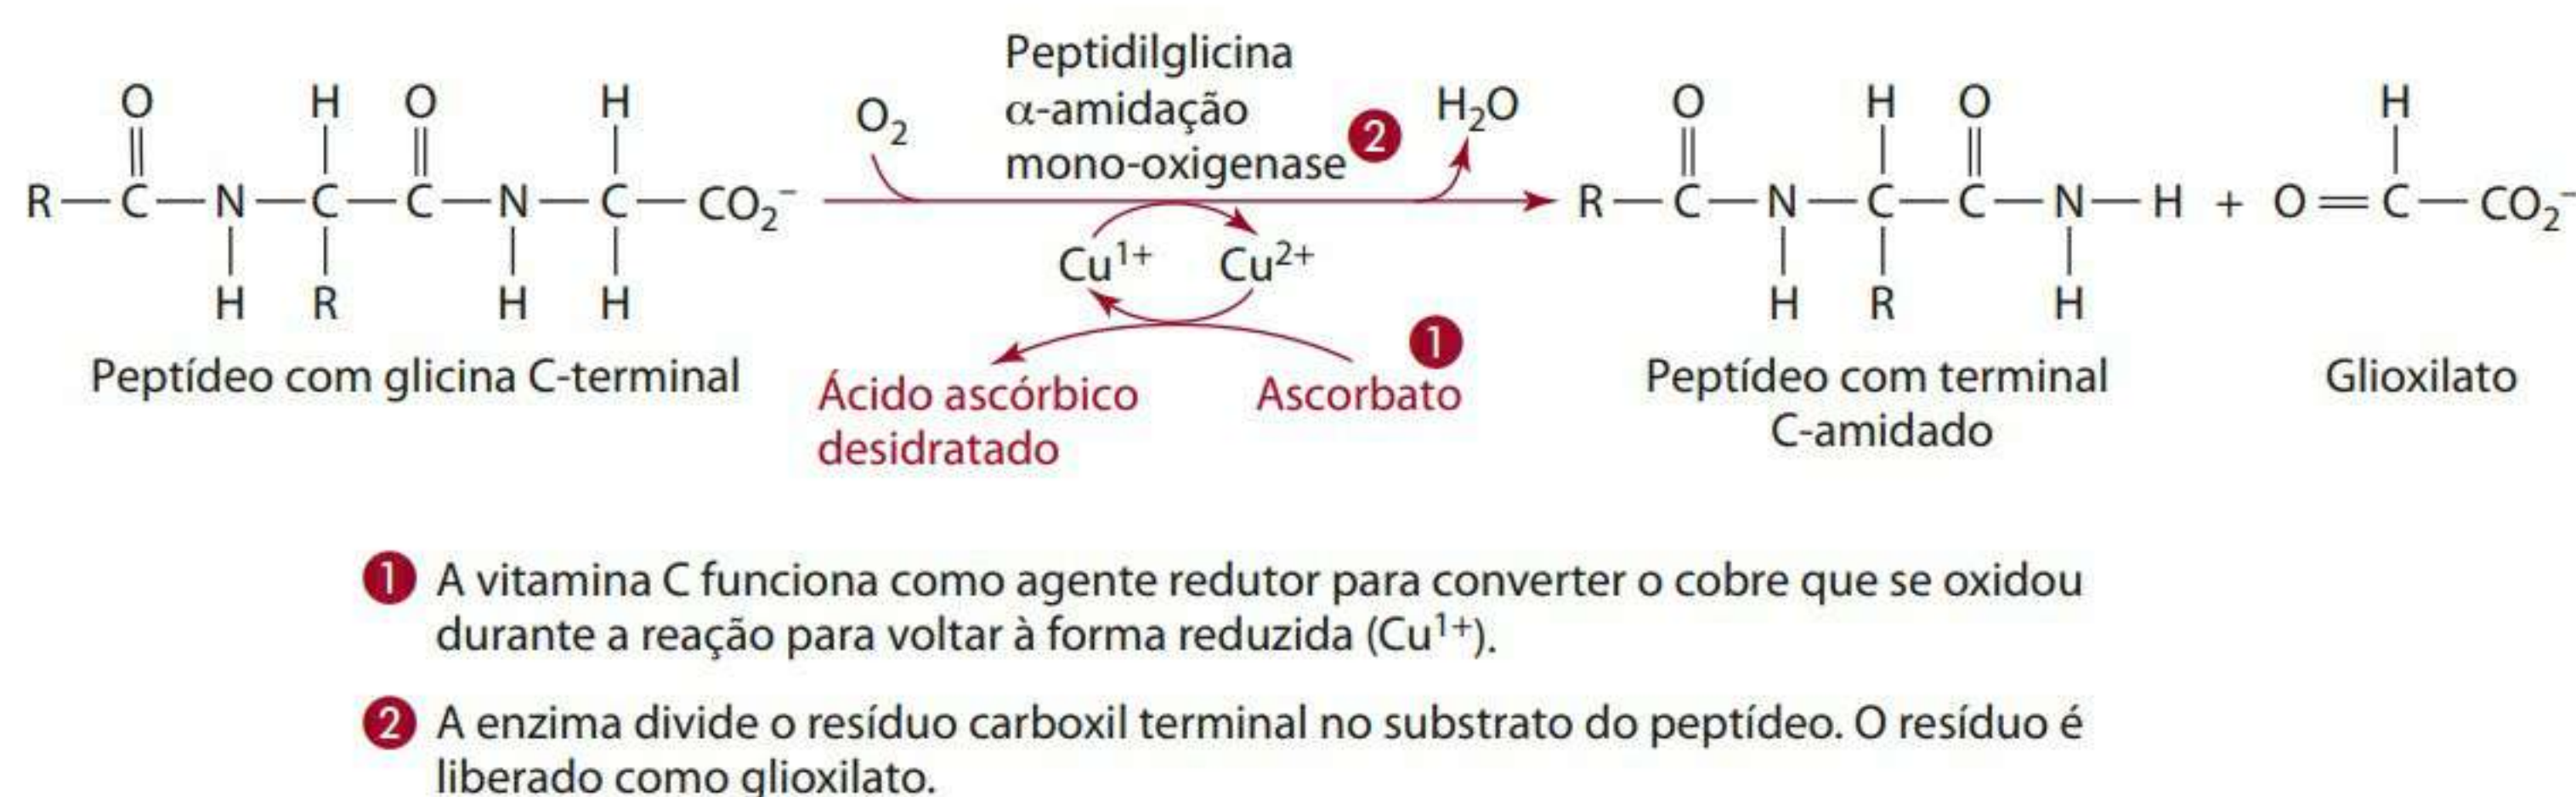 Peptidilglicina
α-amidação
mono-oxigenase 2
O H O H
O2 H2O
O H O H
R—C—N—C—C—N—C—CO2−
R—C—N—C—C—N—H + O=C—CO2−
Cu1+ Cu2+
H R H H
H R H
1
Peptídeo com glicina C-terminal
Ácido ascórbico
desidratado
Ascorbato
Peptídeo com terminal
C-amidado
Glioxilato
1 A vitamina C funciona como agente redutor para converter o cobre que se oxidou
durante a reação para voltar à forma reduzida (Cu1+).
2 A enzima divide o resíduo carboxil terminal no substrato do peptídeo. O resíduo é
liberado como glioxilato.